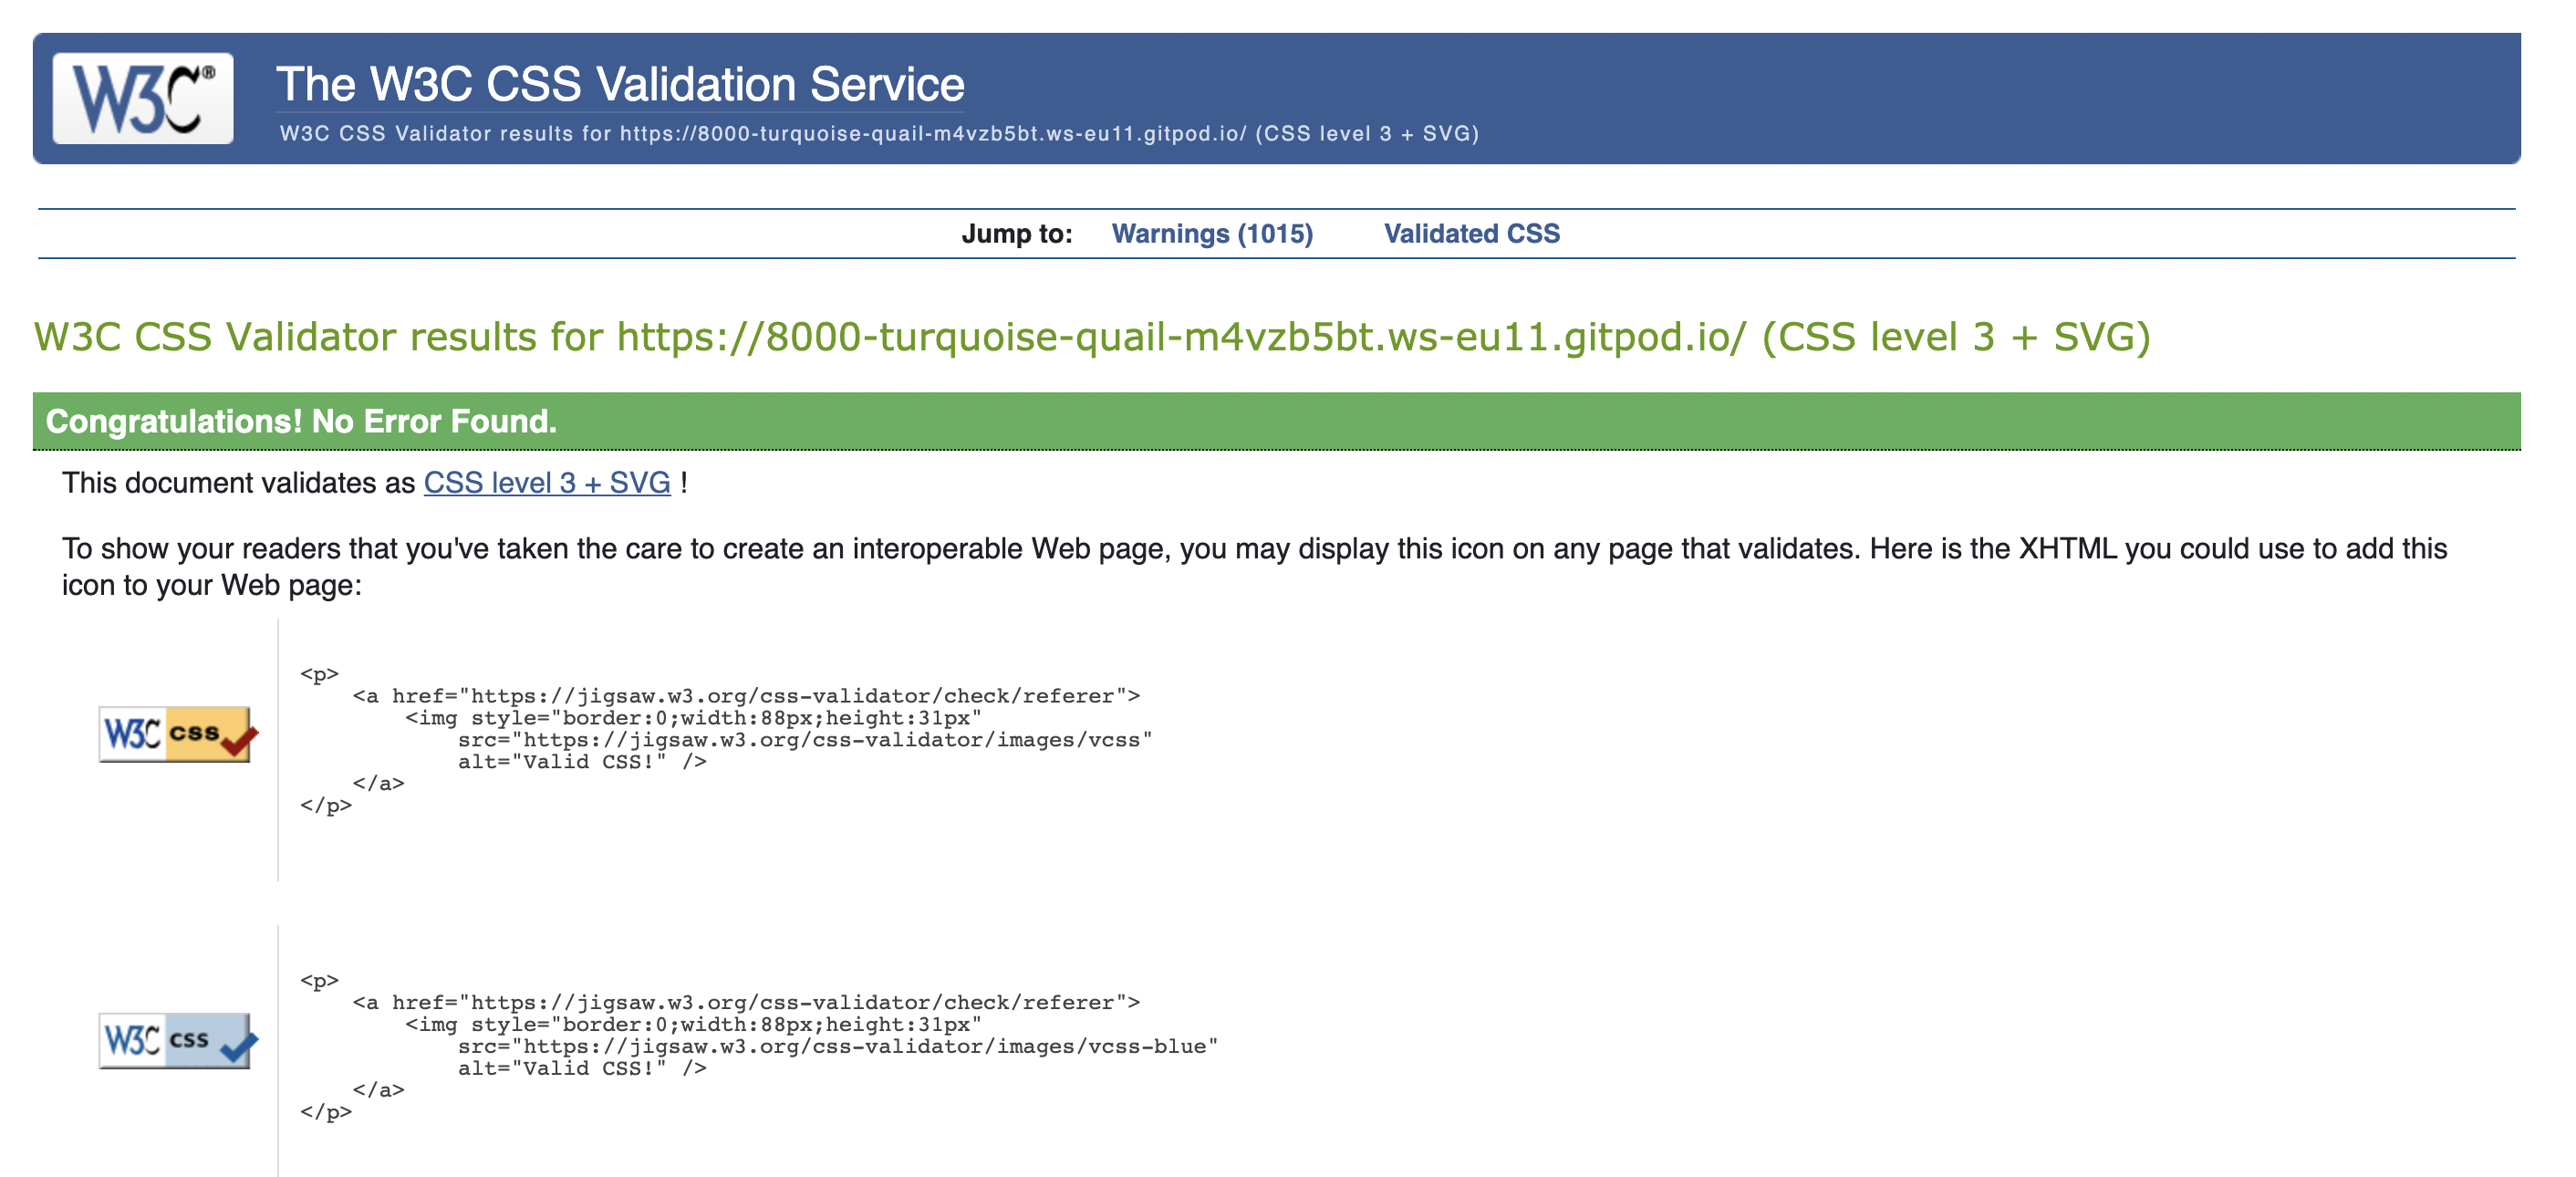 W3C®
The W3C CSS Validation Service
W3C CSS Validator results for https://8000-turquoise-quail-m4vzb5bt.ws-eu11.gitpod.io/ (CSS level 3 + SVG)
Jump to: Warnings (1015) Validated CSS
W3C CSS Validator results for https://8000-turquoise-quail-m4vzb5bt.ws-eu11.gitpod.io/ (CSS level 3 + SVG)
Congratulations! No Error Found.
This document validates as CSS level 3 + SVG !
To show your readers that you've taken the care to create an interoperable Web page, you may display this icon on any page that validates. Here is the XHTML you could use to add this
icon to your Web page:
W3C css
<p>
    <a href="https://jigsaw.w3.org/css-validator/check/referer">
        <img style="border:0;width:88px;height:31px"
            src="https://jigsaw.w3.org/css-validator/images/vcss"
            alt="Valid CSS!" />
    </a>
</p>
W3C css
<p>
    <a href="https://jigsaw.w3.org/css-validator/check/referer">
        <img style="border:0;width:88px;height:31px"
            src="https://jigsaw.w3.org/css-validator/images/vcss-blue"
            alt="Valid CSS!" />
    </a>
</p>